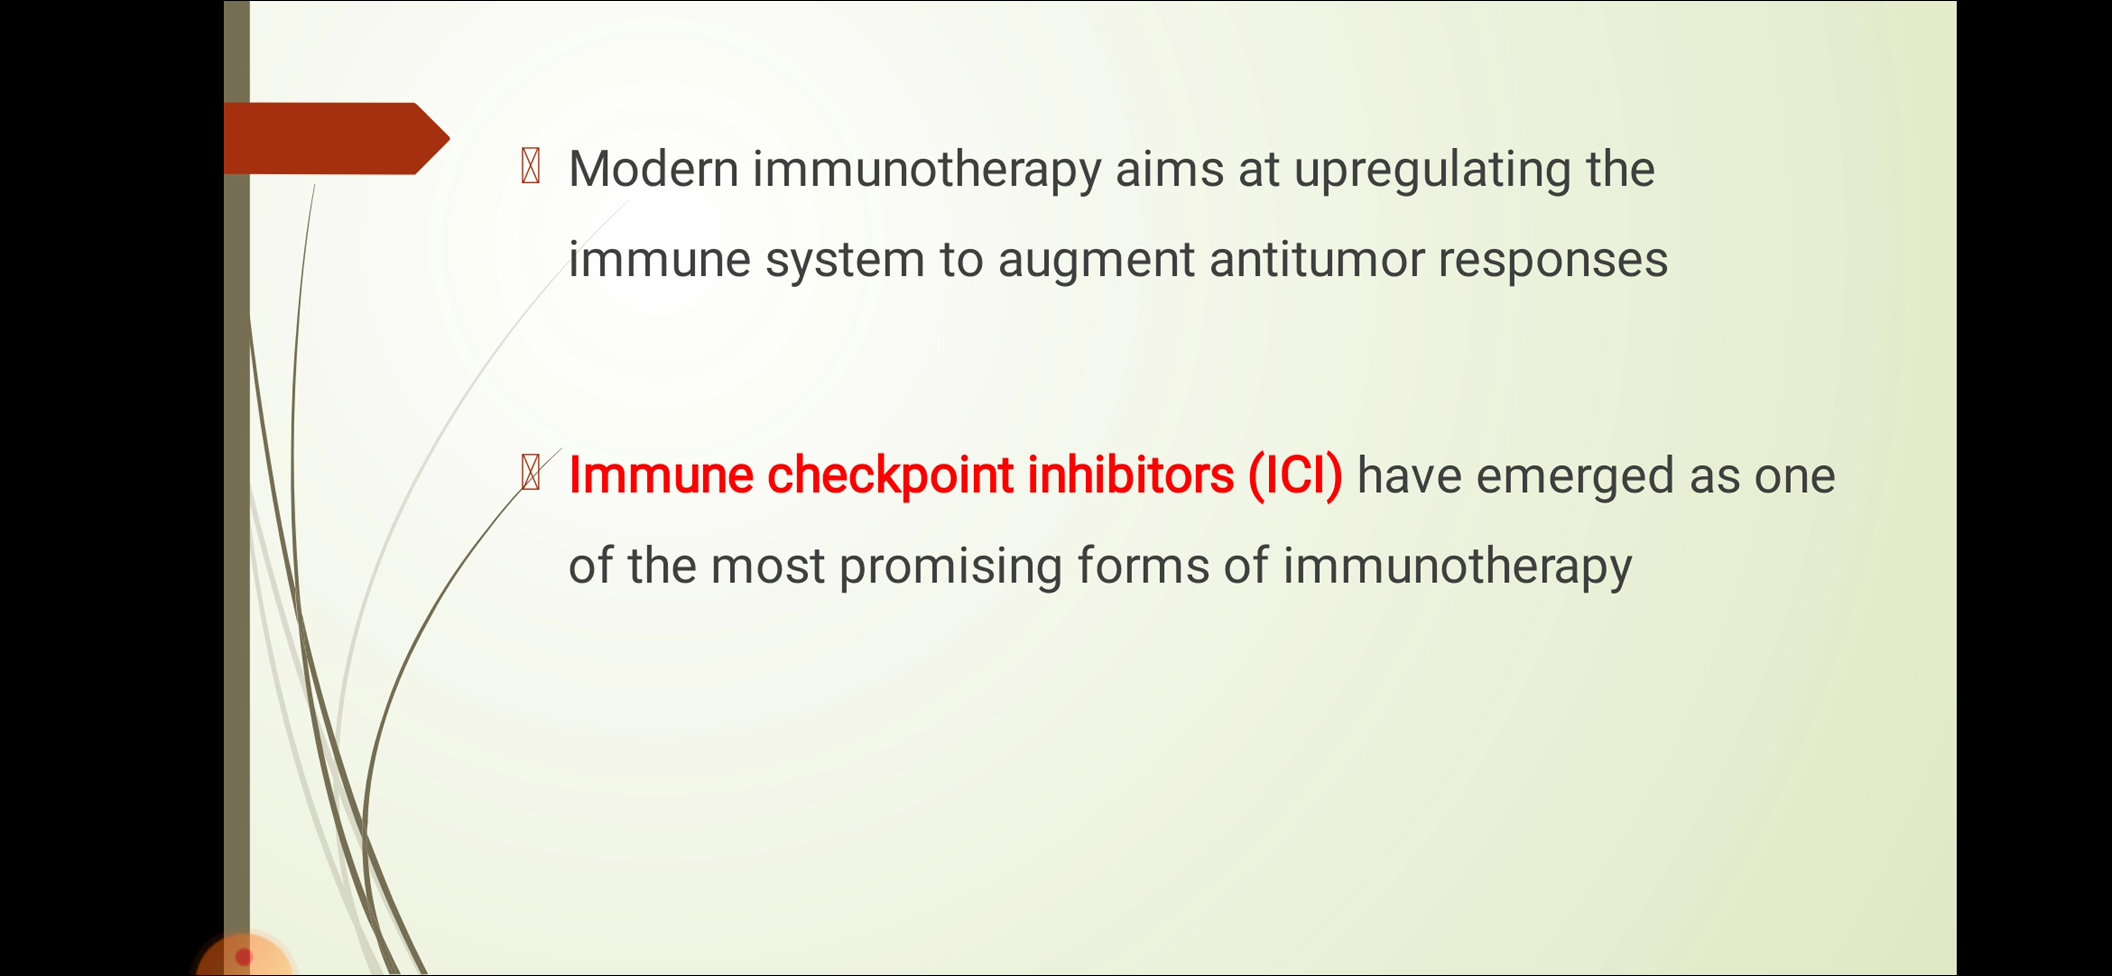 Modern immunotherapy aims at upregulating the
immune system to augment antitumor responses
Immune checkpoint inhibitors (ICI) have emerged as one
of the most promising forms of immunotherapy